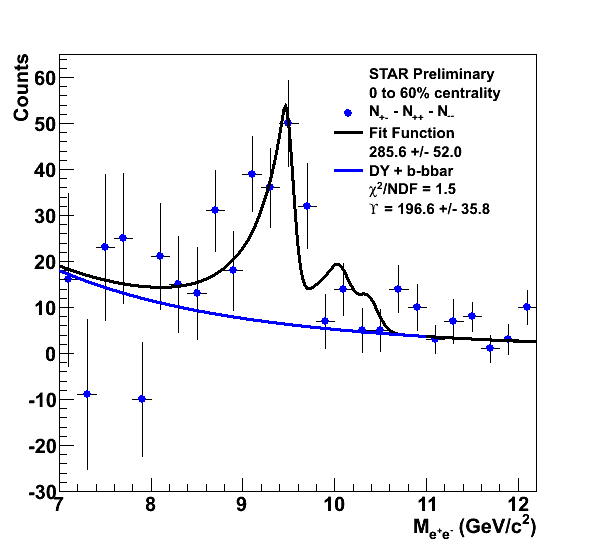 Counts
60
50
40
30
20
10
0
-10
-20
-30
7 8 9 10 11 12
M_{e⁺e⁻} (GeV/c²)
STAR Preliminary
0 to 60% centrality
N₊₋ - N₊₊ - N₋₋
Fit Function
285.6 +/- 52.0
DY + b-bbar
χ²/NDF = 1.5
ϒ = 196.6 +/- 35.8